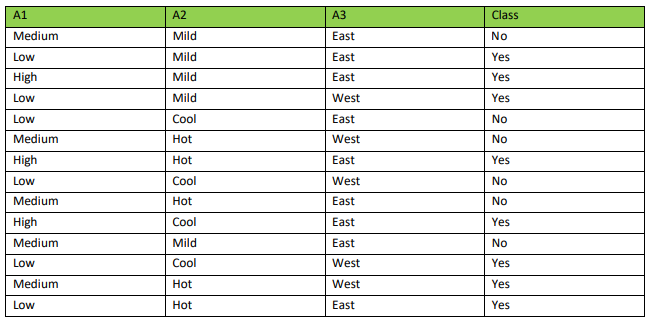 A1 A2 A3 Class
Medium Mild East No
Low Mild East Yes
High Mild East Yes
Low Mild West Yes
Low Cool East No
Medium Hot West No
High Hot East Yes
Low Cool West No
Medium Hot East No
High Cool East Yes
Medium Mild East No
Low Cool West Yes
Medium Hot West Yes
Low Hot East Yes